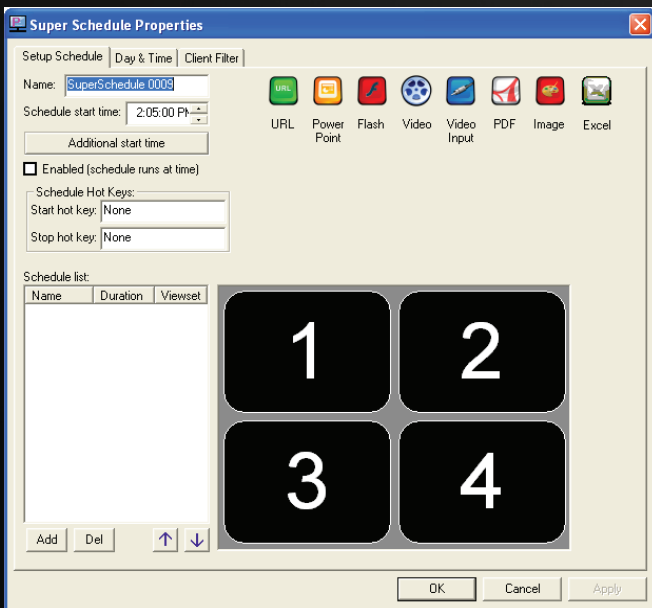 Super Schedule Properties
Setup Schedule Day & Time Client Filter
Name: SuperSchedule 0009
Schedule start time: 2:05:00 PM
Additional start time
Enabled (schedule runs at time)
Schedule Hot Keys:
Start hot key: None
Stop hot key: None
URL
URL Power Point Flash Video Video Input PDF Image Excel
Schedule list:
Name Duration Viewset
1 2
3 4
Add Del
OK Cancel Apply